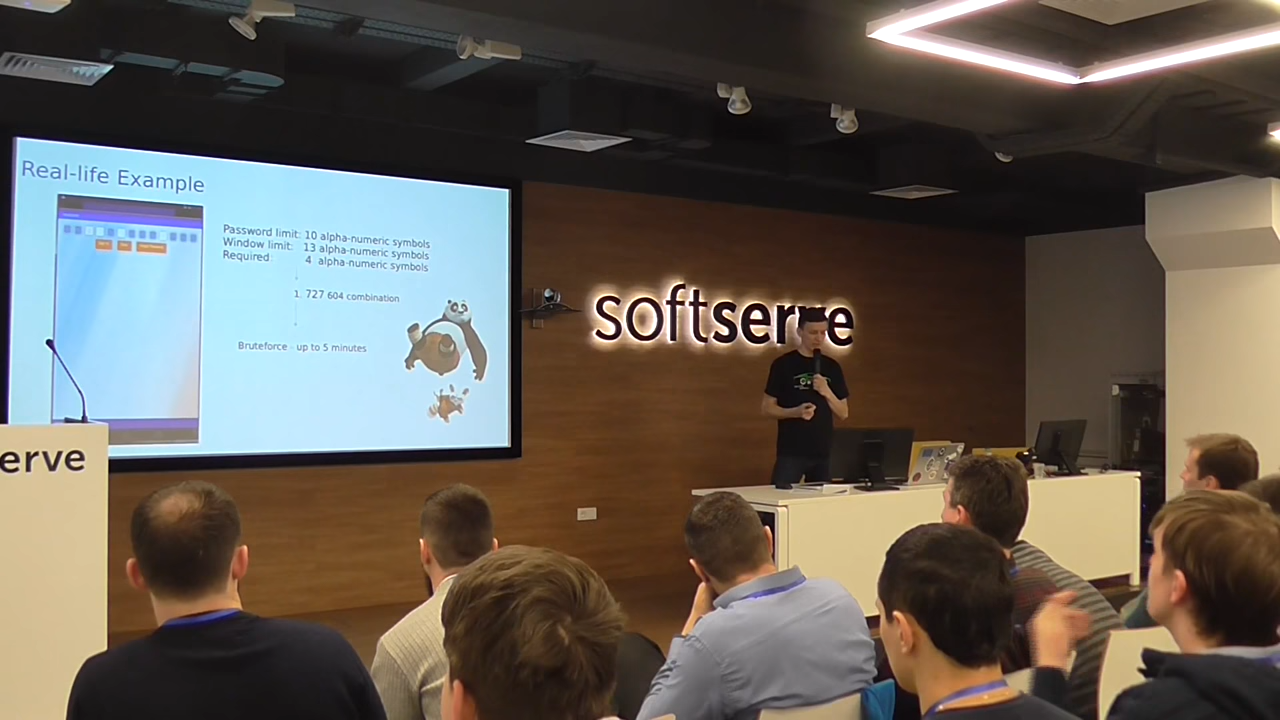 Real-life Example
Password limit: 10 alpha-numeric symbols
Window limit: 13 alpha-numeric symbols
Required: 4 alpha-numeric symbols
1 727 604 combination
Bruteforce - up to 5 minutes
softserve
erve